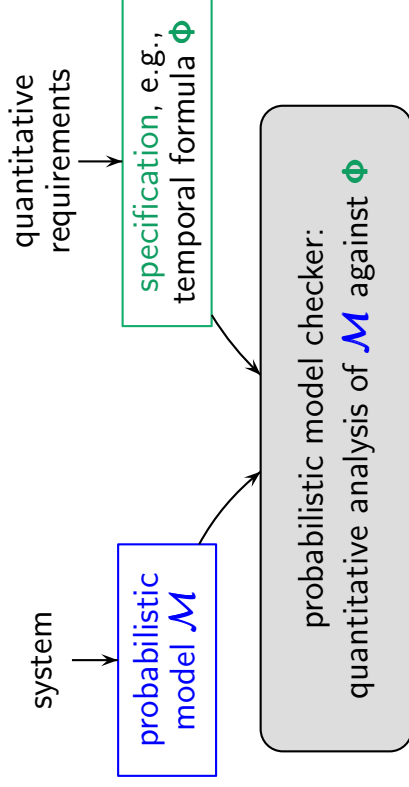 system
quantitative
requirements
probabilistic
model 𝓜
specification, e.g.,
temporal formula Φ
probabilistic model checker:
quantitative analysis of 𝓜 against Φ